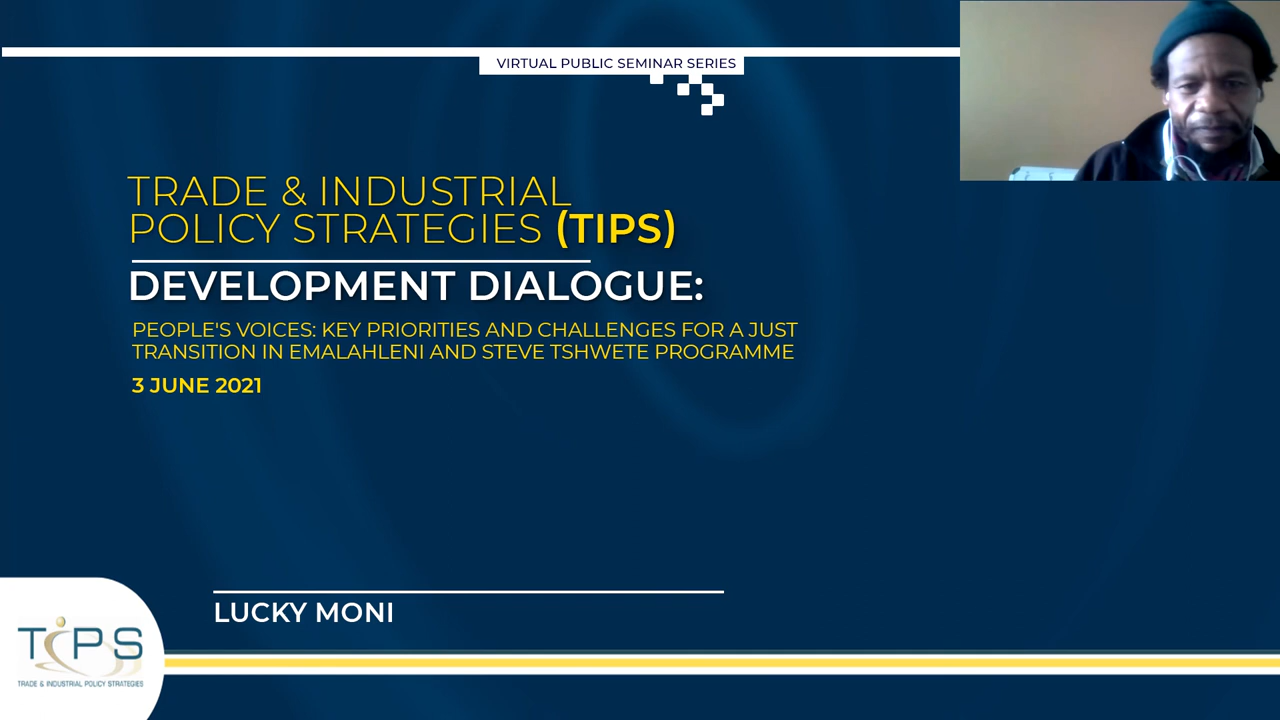 VIRTUAL PUBLIC SEMINAR SERIES
TRADE & INDUSTRIAL
POLICY STRATEGIES (TIPS)
DEVELOPMENT DIALOGUE:
PEOPLE'S VOICES: KEY PRIORITIES AND CHALLENGES FOR A JUST
TRANSITION IN EMALAHLENI AND STEVE TSHWETE PROGRAMME
3 JUNE 2021
LUCKY MONI
TIPS
TRADE & INDUSTRIAL POLICY STRATEGIES